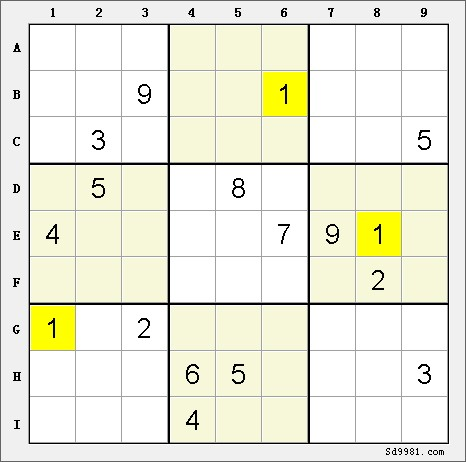 1 2 3 4 5 6 7 8 9
A
B 9 1
C 3 5
D 5 8
E 4 7 9 1
F 2
G 1 2
H 6 5 3
I 4
Sd9981.com